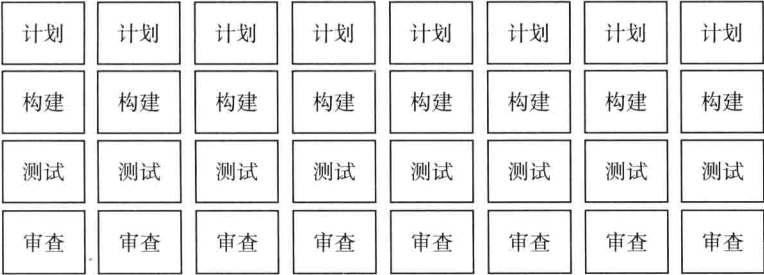 计划 计划 计划 计划 计划 计划 计划 计划
构建 构建 构建 构建 构建 构建 构建 构建
测试 测试 测试 测试 测试 测试 测试 测试
审查 审查 审查 审查 审查 审查 审查 审查